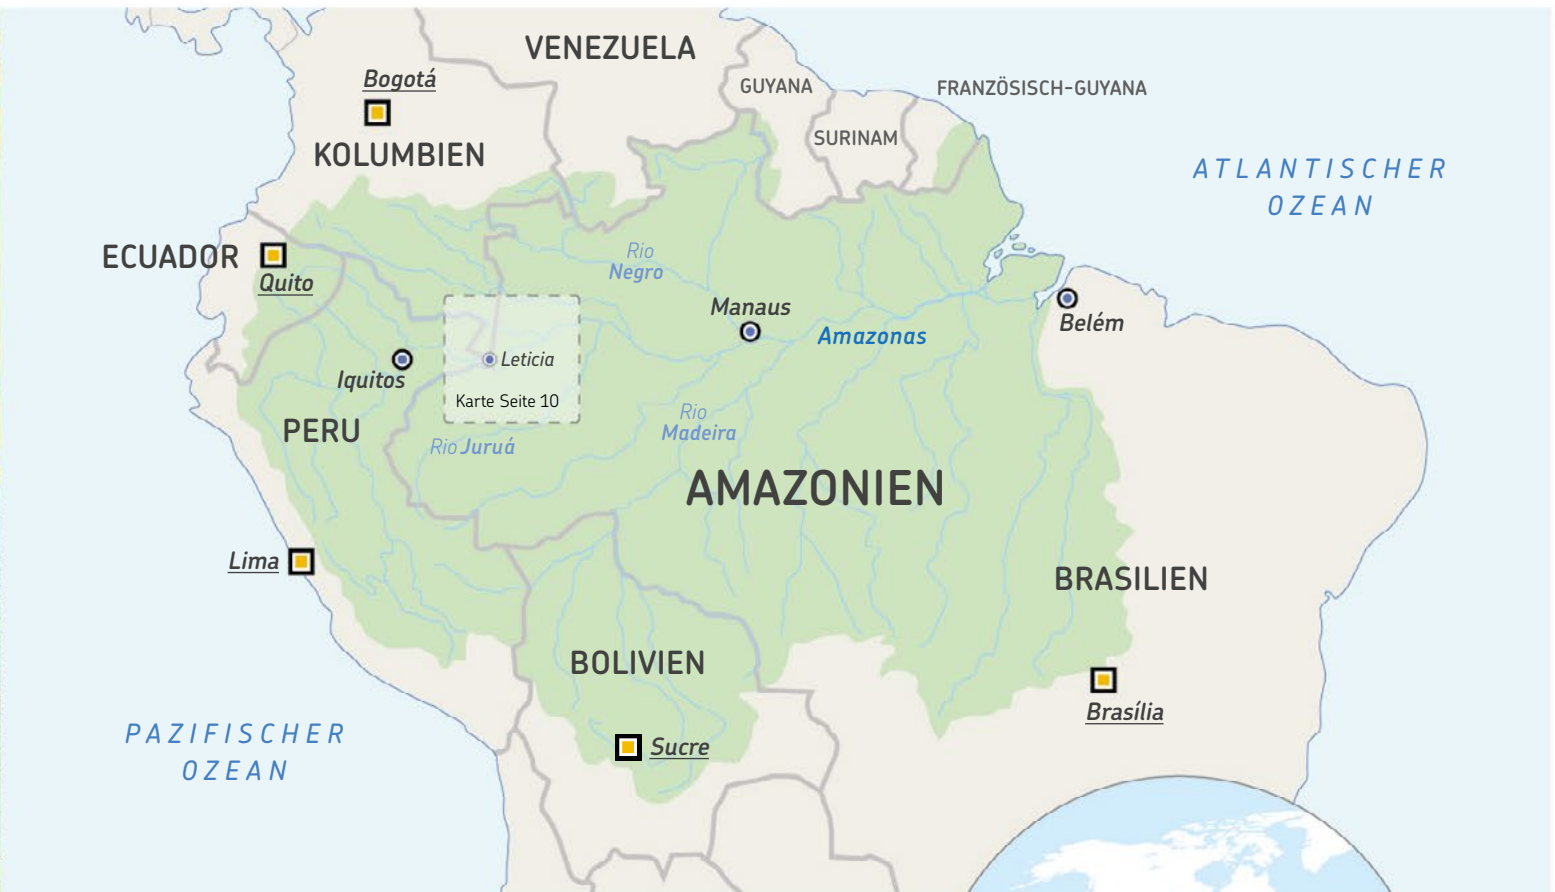 VENEZUELA
Bogotá
GUYANA
FRANZÖSISCH-GUYANA
KOLUMBIEN
SURINAM
ATLANTISCHER
OZEAN
ECUADOR
Quito
Rio
Negro
Manaus
Amazonas
Belém
Iquitos
Leticia
Karte Seite 10
PERU
Rio
Madeira
Rio Juruá
AMAZONIEN
Lima
BRASILIEN
BOLIVIEN
Brasília
Sucre
PAZIFISCHER
OZEAN